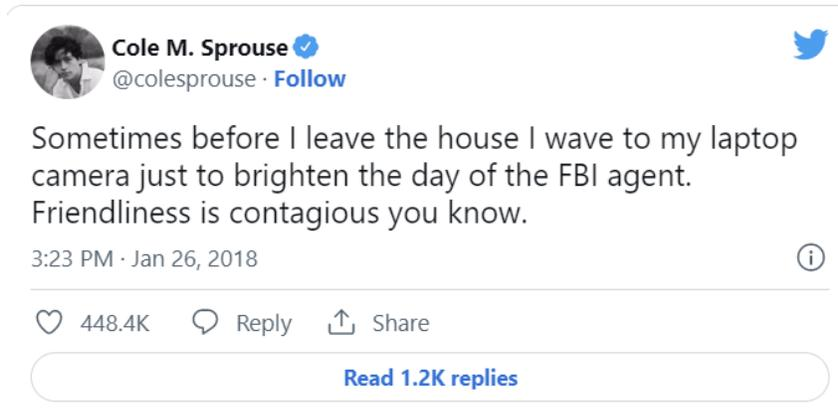 Cole M. Sprouse
@colesprouse · Follow
Sometimes before I leave the house I wave to my laptop
camera just to brighten the day of the FBI agent.
Friendliness is contagious you know.
3:23 PM · Jan 26, 2018
448.4K Reply Share
Read 1.2K replies